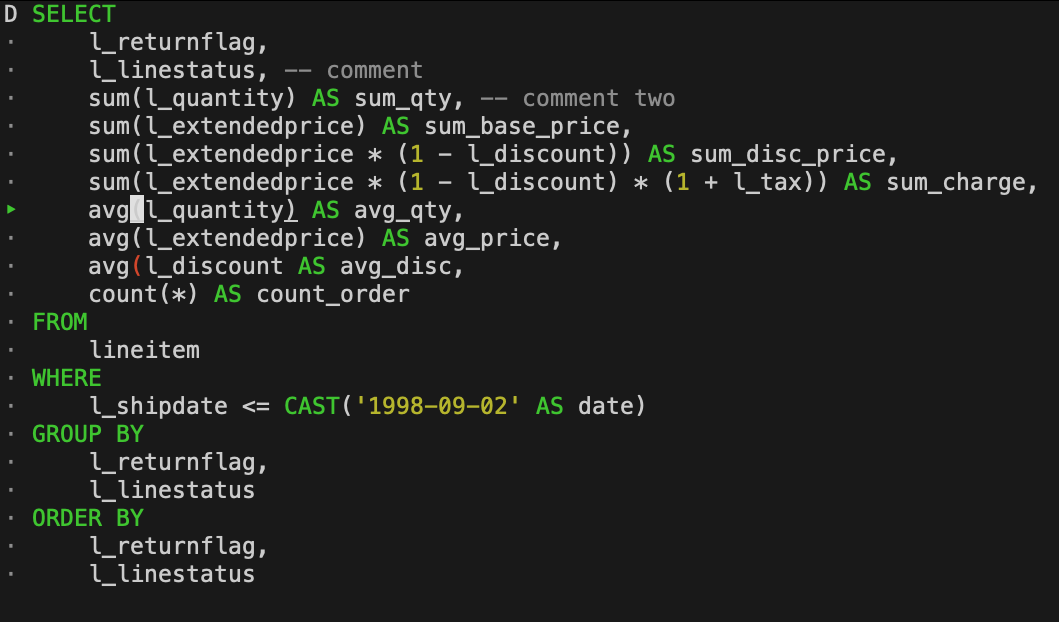 D SELECT
·     l_returnflag,
·     l_linestatus, -- comment
·     sum(l_quantity) AS sum_qty, -- comment two
·     sum(l_extendedprice) AS sum_base_price,
·     sum(l_extendedprice * (1 - l_discount)) AS sum_disc_price,
·     sum(l_extendedprice * (1 - l_discount) * (1 + l_tax)) AS sum_charge,
▸     avg(l_quantity) AS avg_qty,
·     avg(l_extendedprice) AS avg_price,
·     avg(l_discount AS avg_disc,
·     count(*) AS count_order
· FROM
·     lineitem
· WHERE
·     l_shipdate <= CAST('1998-09-02' AS date)
· GROUP BY
·     l_returnflag,
·     l_linestatus
· ORDER BY
·     l_returnflag,
·     l_linestatus